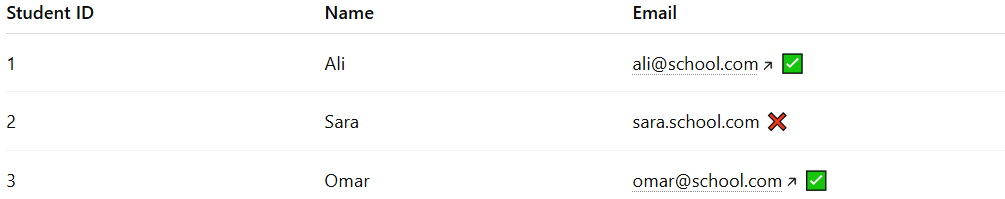 Student ID Name Email
1 Ali ali@school.com ↗ ✅
2 Sara sara.school.com ❌
3 Omar omar@school.com ↗ ✅